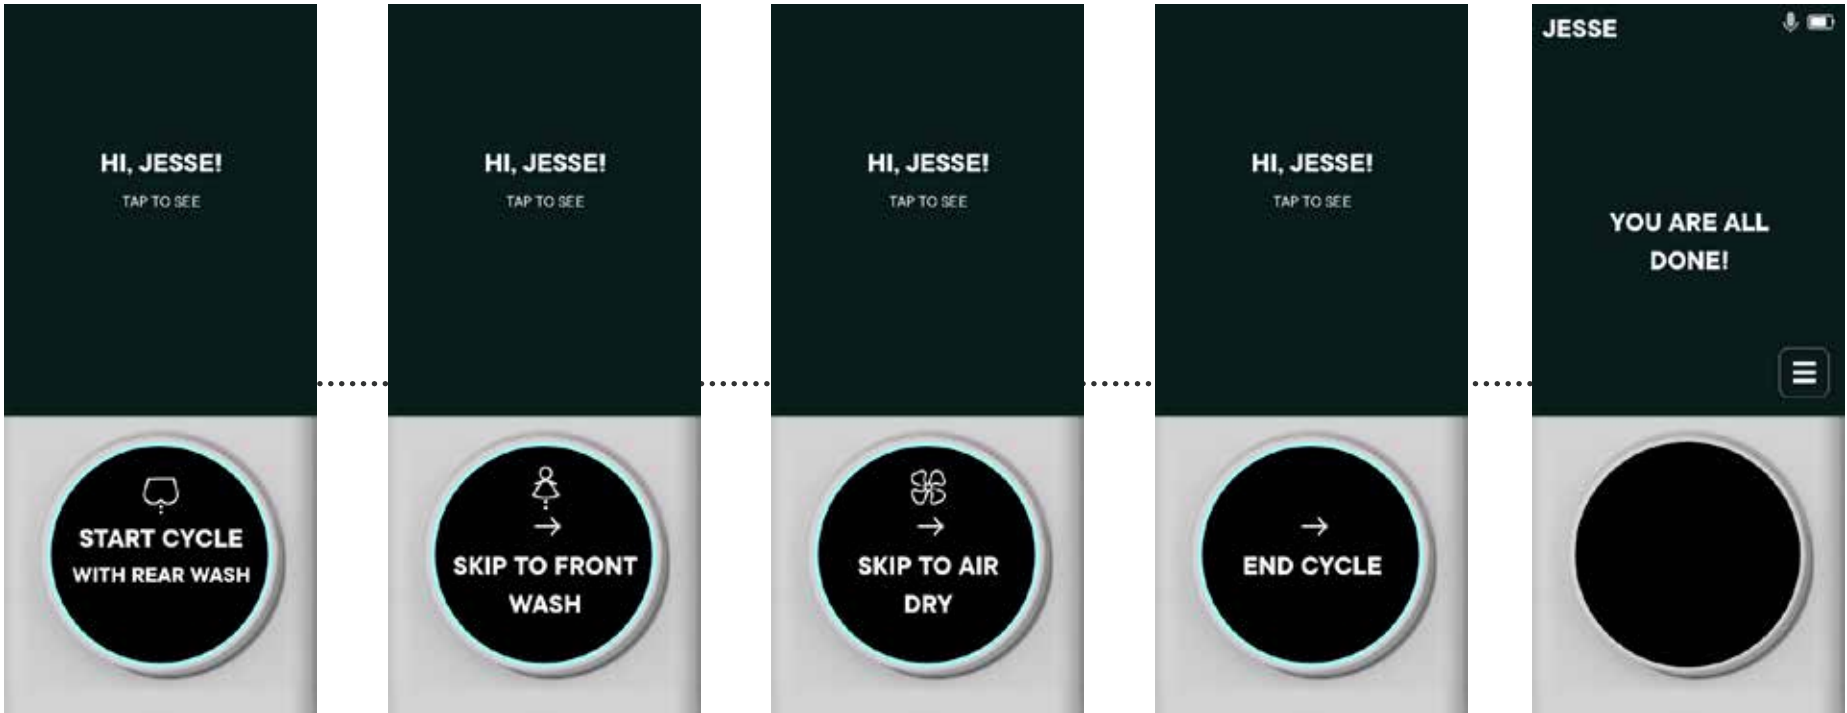 HI, JESSE!
TAP TO SEE
START CYCLE
WITH REAR WASH
HI, JESSE!
TAP TO SEE
SKIP TO FRONT
WASH
HI, JESSE!
TAP TO SEE
SKIP TO AIR
DRY
HI, JESSE!
TAP TO SEE
END CYCLE
JESSE
YOU ARE ALL
DONE!